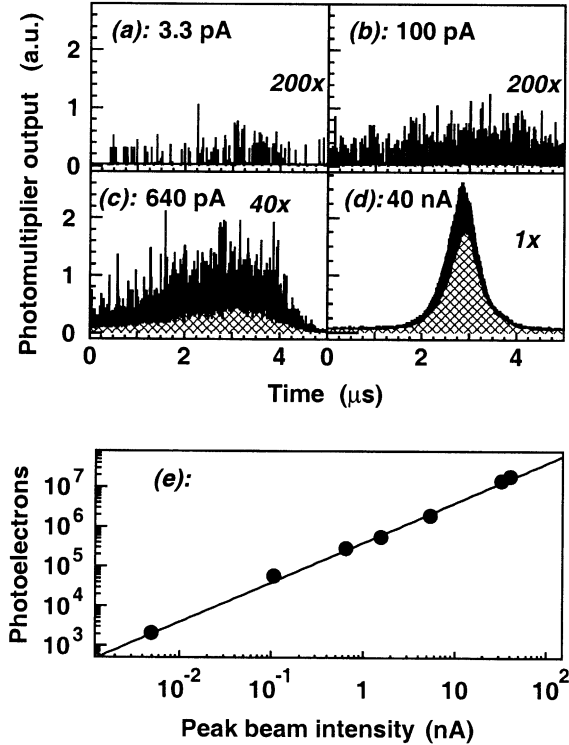 (a): 3.3 pA
(b): 100 pA
200x
200x
(c): 640 pA
40x
(d): 40 nA
1x
Photomultiplier output (a.u.)
2
1
0
2
1
0
0 2 4 0 2 4
Time (μs)
(e):
Photoelectrons
10⁷
10⁶
10⁵
10⁴
10³
10⁻² 10⁻¹ 1 10 10²
Peak beam intensity (nA)